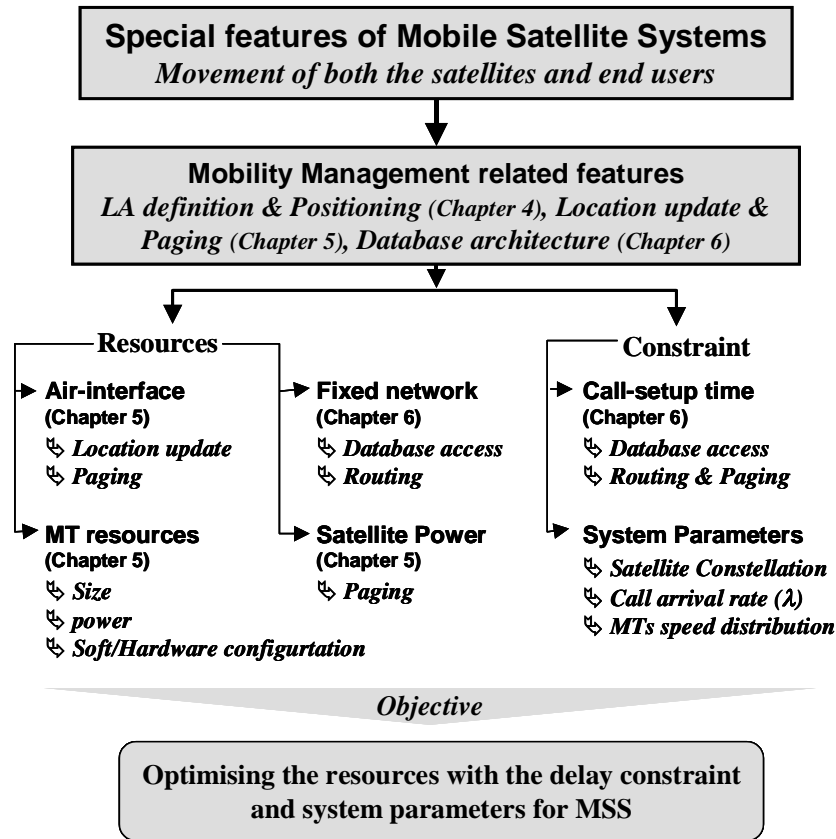 Special features of Mobile Satellite Systems
Movement of both the satellites and end users
Mobility Management related features
LA definition & Positioning (Chapter 4), Location update &
Paging (Chapter 5), Database architecture (Chapter 6)
Resources
Air-interface
(Chapter 5)
Location update
Paging
MT resources
(Chapter 5)
Size
power
Soft/Hardware configurtation
Fixed network
(Chapter 6)
Database access
Routing
Satellite Power
(Chapter 5)
Paging
Constraint
Call-setup time
(Chapter 6)
Database access
Routing & Paging
System Parameters
Satellite Constellation
Call arrival rate (λ)
MTs speed distribution
Objective
Optimising the resources with the delay constraint
and system parameters for MSS